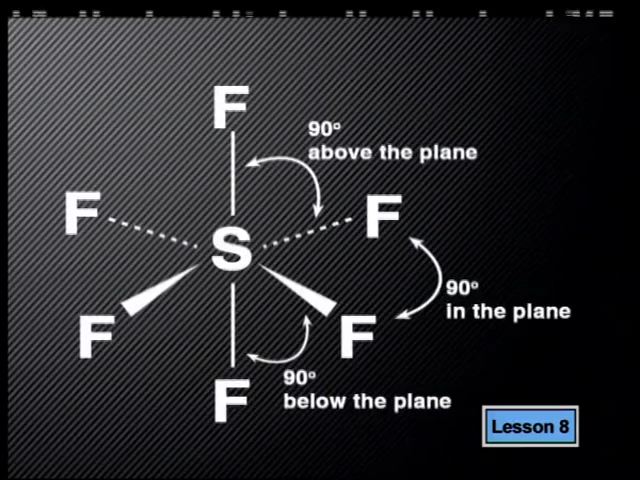 F
90°
above the plane
F
F
S
90°
in the plane
F
F
90°
below the plane
F
Lesson 8